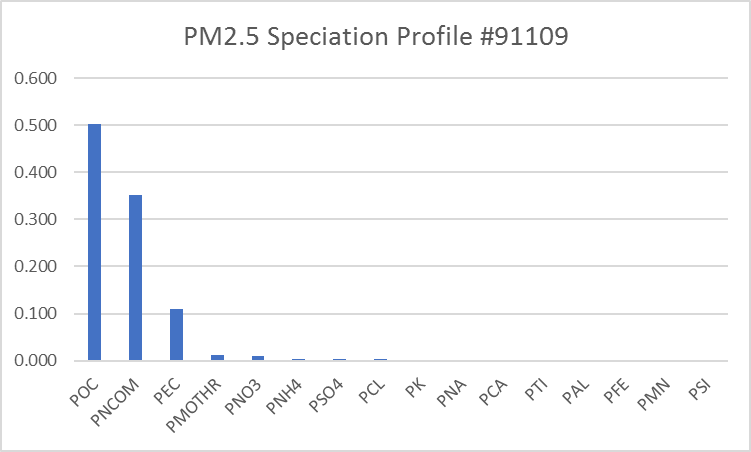 PM2.5 Speciation Profile #91109
0.600
0.500
0.400
0.300
0.200
0.100
0.000
POC
PNCOM
PEC
PMOTHR
PNO3
PNH4
PSO4
PCL
PK
PNA
PCA
PTI
PAL
PFE
PMN
PSI